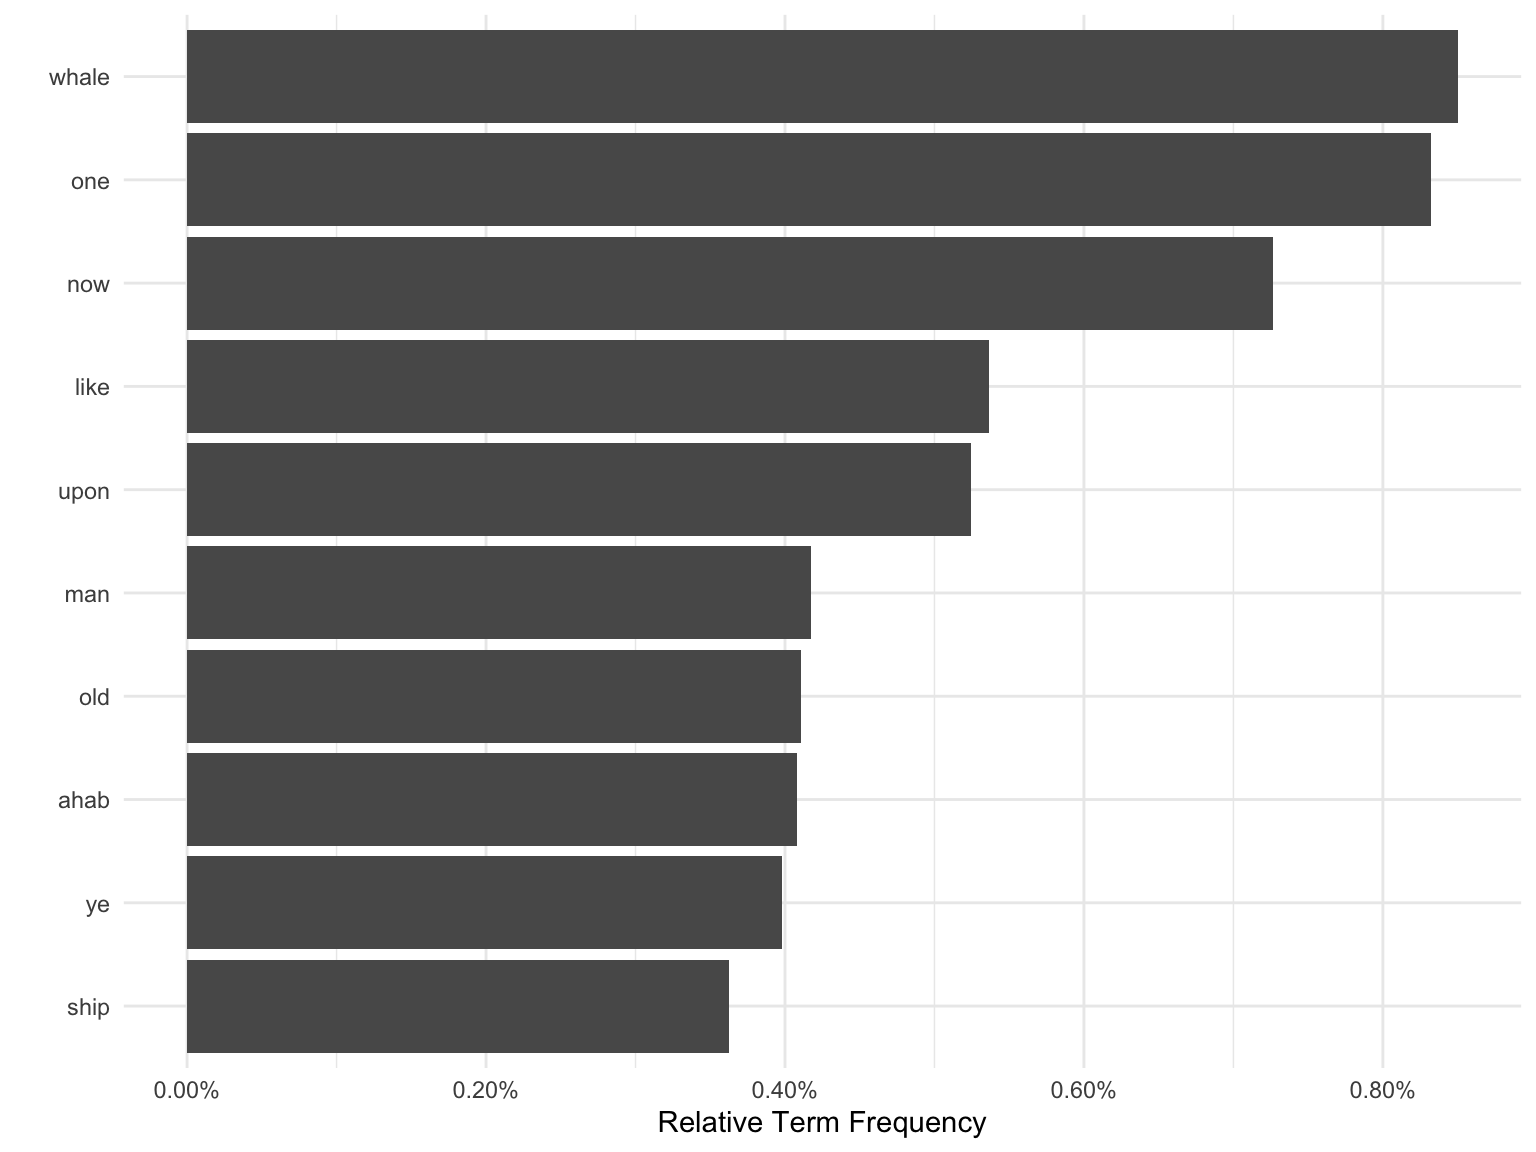 whale
one
now
like
upon
man
old
ahab
ye
ship
0.00% 0.20% 0.40% 0.60% 0.80%
Relative Term Frequency